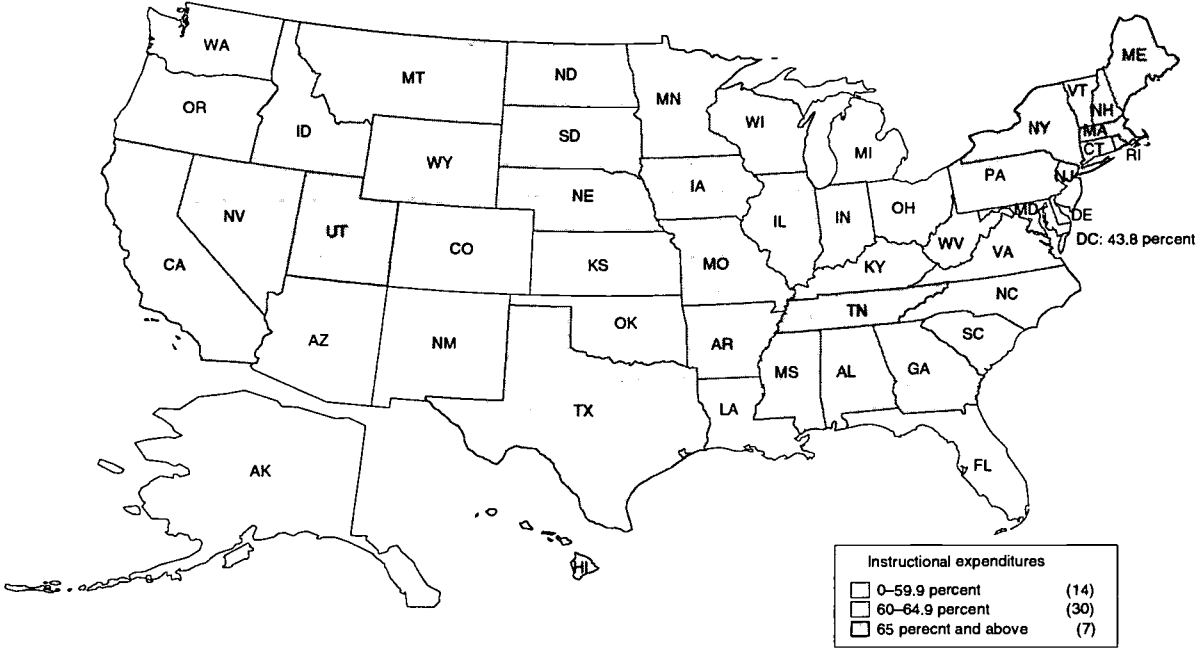 WA
MT
ND
MN
ME
VT
NH
OR
ID
SD
WI
NY
MA
WY
MI
CT
RI
NE
IA
PA
NJ
NV
UT
CO
IL
IN
OH
MD
DE
DC: 43.8 percent
CA
KS
MO
WV
VA
KY
AZ
NM
OK
TN
NC
AR
SC
MS
AL
GA
TX
LA
AK
FL
HI
Instructional expenditures
0–59.9 percent (14)
60–64.9 percent (30)
65 perecnt and above (7)